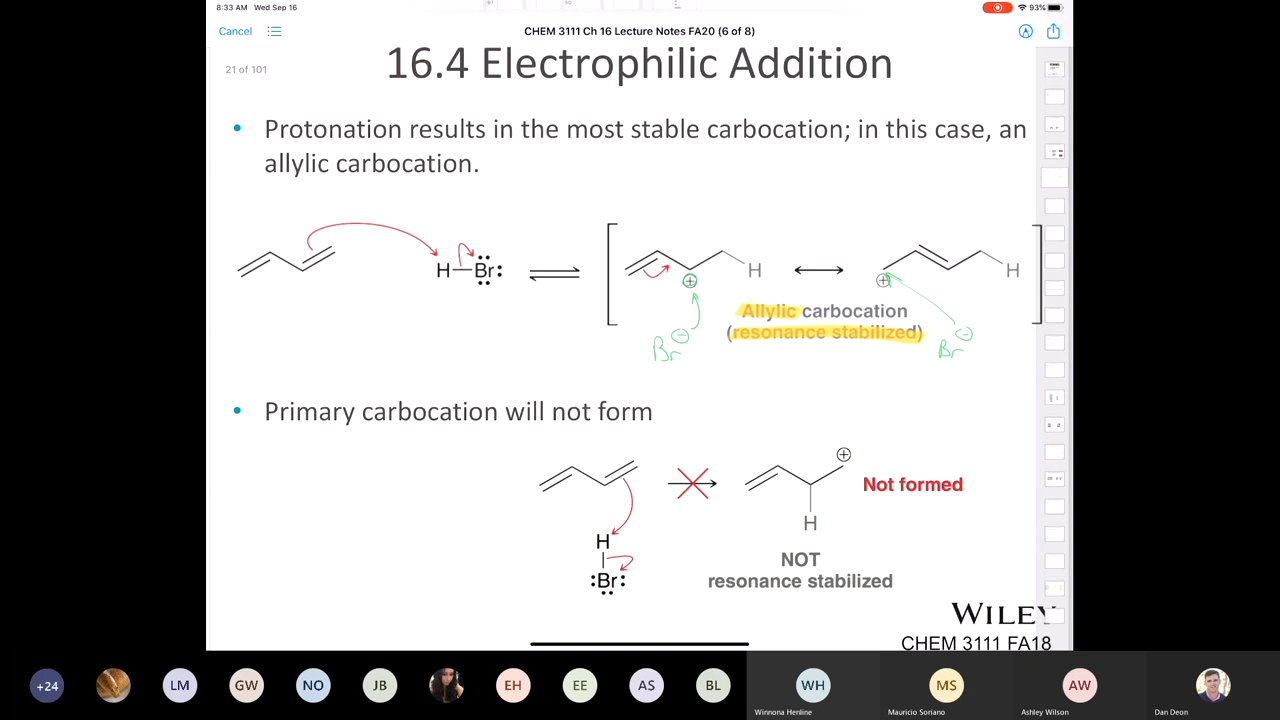 8:33 AM Wed Sep 16
93%
Cancel
CHEM 3111 Ch 16 Lecture Notes FA20 (6 of 8)
21 of 101
16.4 Electrophilic Addition
• Protonation results in the most stable carbocation; in this case, an
allylic carbocation.
H Br
H
H
Allylic carbocation
(resonance stabilized)
Br
Br
• Primary carbocation will not form
Not formed
H
H
Br
NOT
resonance stabilized
WILEY
CHEM 3111 FA18
+24
LM
GW
NO
JB
EH
EE
AS
BL
WH
MS
AW
Winnona Henline
Mauricio Soriano
Ashley Wilson
Dan Deon